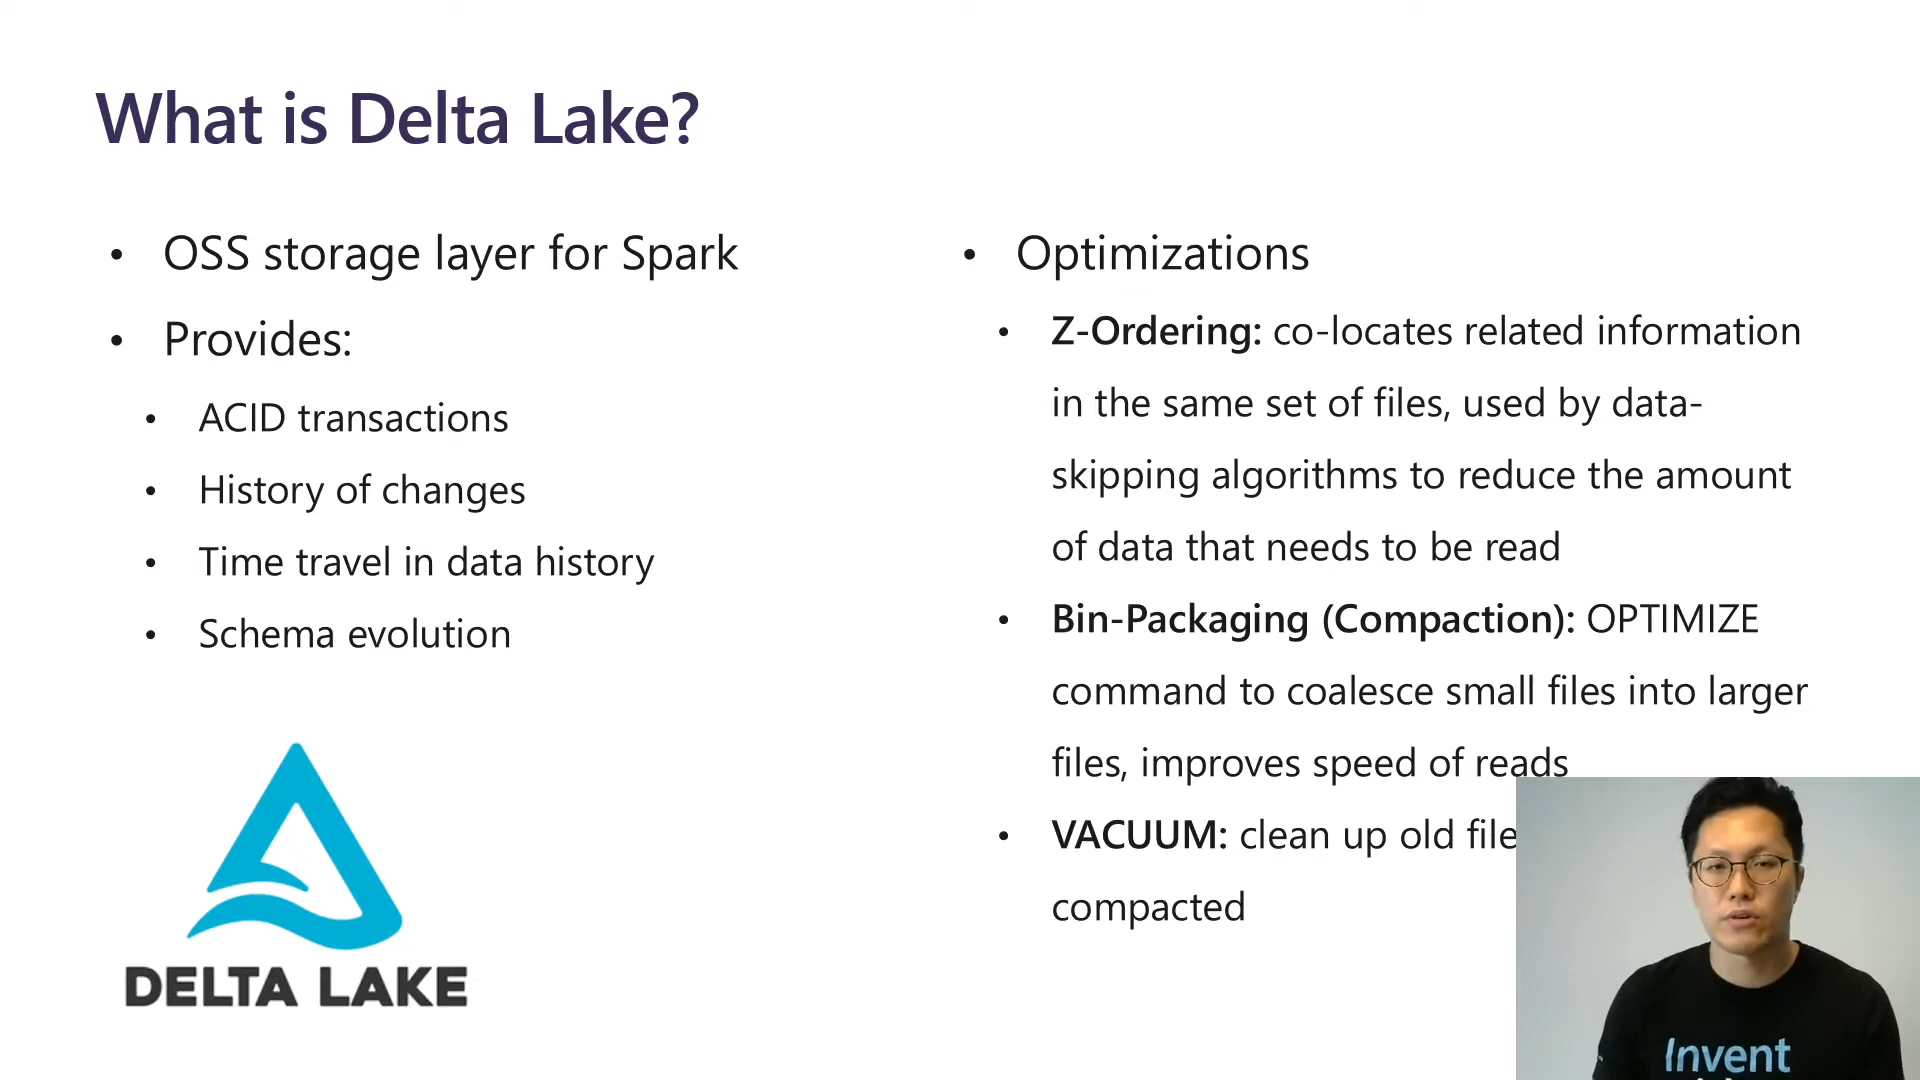 What is Delta Lake?
• OSS storage layer for Spark
• Provides:
• ACID transactions
• History of changes
• Time travel in data history
• Schema evolution
DELTA LAKE
• Optimizations
• Z-Ordering: co-locates related information
in the same set of files, used by data-
skipping algorithms to reduce the amount
of data that needs to be read
• Bin-Packaging (Compaction): OPTIMIZE
command to coalesce small files into larger
files, improves speed of reads
• VACUUM: clean up old
compacted
Invent